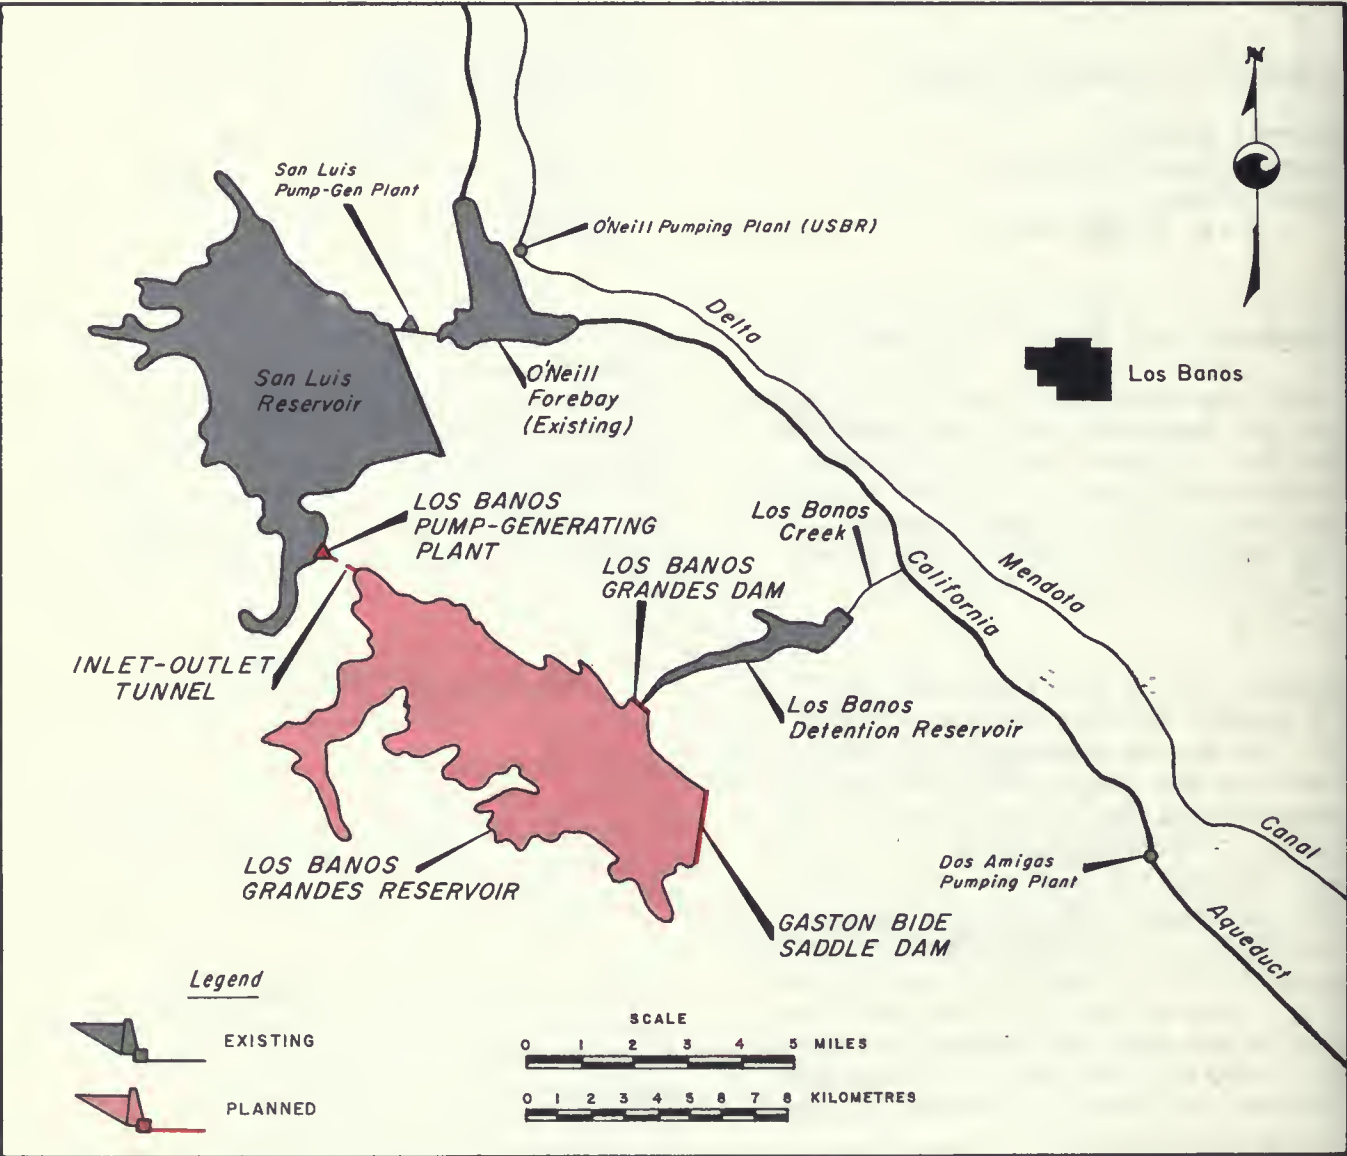 N
San Luis
Pump-Gen Plant
O'Neill Pumping Plant (USBR)
Delta
San Luis
Reservoir
O'Neill
Forebay
(Existing)
Los Banos
LOS BANOS
PUMP-GENERATING
PLANT
Los Banos
Creek
LOS BANOS
GRANDES DAM
California
Mendota
INLET-OUTLET
TUNNEL
Los Banos
Detention Reservoir
LOS BANOS
GRANDES RESERVOIR
Dos Amigas
Pumping Plant
Canal
Aqueduct
GASTON BIDE
SADDLE DAM
Legend
EXISTING
PLANNED
SCALE
0 1 2 3 4 5 MILES
0 1 2 3 4 5 6 7 8 KILOMETRES